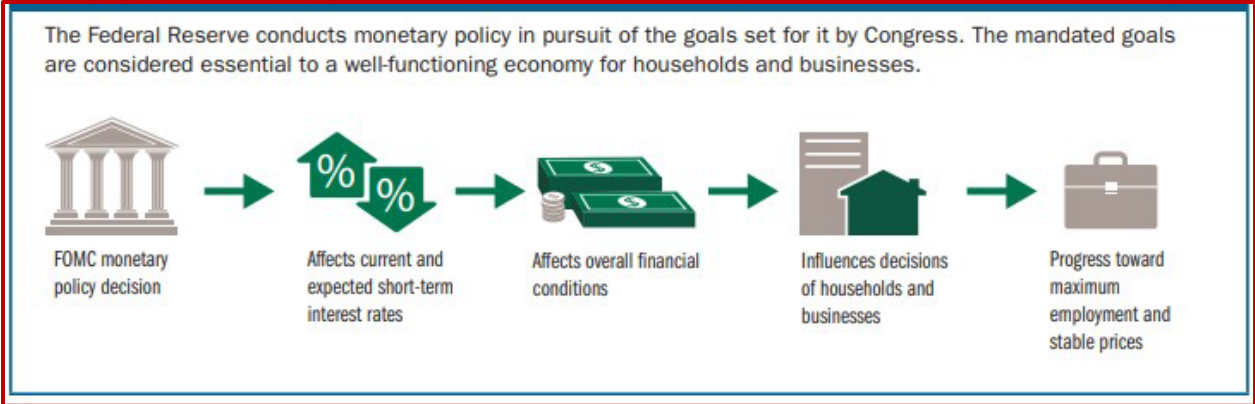 The Federal Reserve conducts monetary policy in pursuit of the goals set for it by Congress. The mandated goals
are considered essential to a well-functioning economy for households and businesses.
% %
$ $
FOMC monetary
policy decision
Affects current and
expected short-term
interest rates
Affects overall financial
conditions
Influences decisions
of households and
businesses
Progress toward
maximum
employment and
stable prices